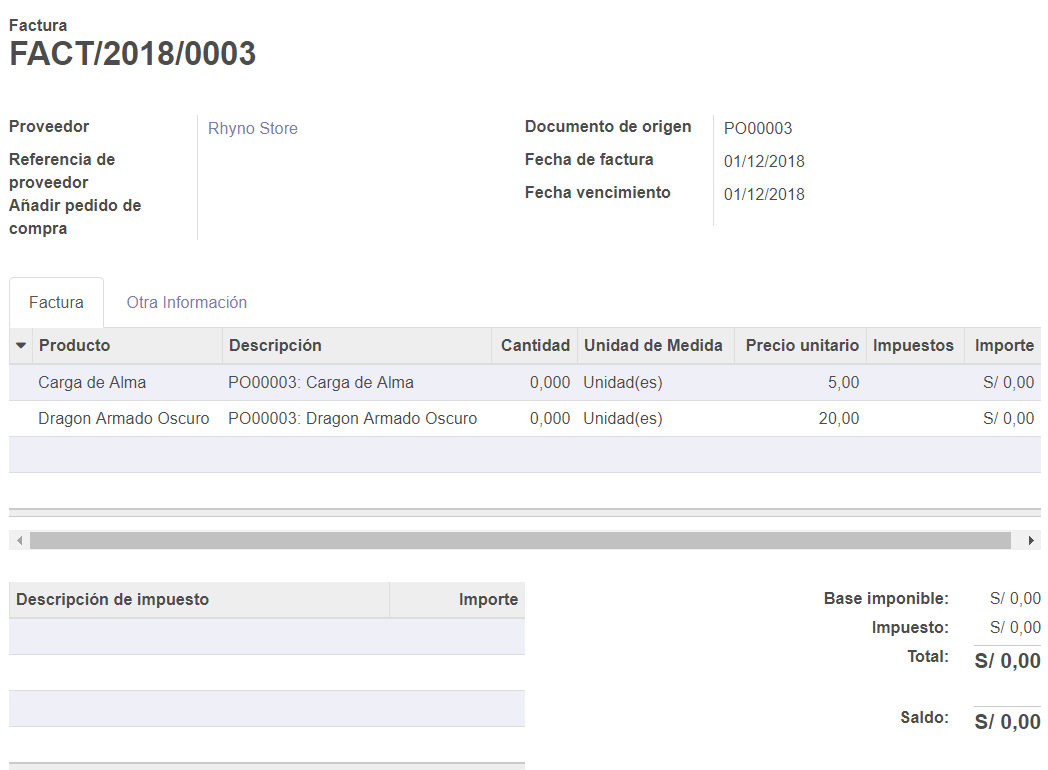 Factura
FACT/2018/0003
Proveedor Rhyno Store
Referencia de
proveedor
Añadir pedido de
compra
Documento de origen PO00003
Fecha de factura 01/12/2018
Fecha vencimiento 01/12/2018
Factura Otra Información
Producto Descripción Cantidad Unidad de Medida Precio unitario Impuestos Importe
Carga de Alma PO00003: Carga de Alma 0,000 Unidad(es) 5,00 S/ 0,00
Dragon Armado Oscuro PO00003: Dragon Armado Oscuro 0,000 Unidad(es) 20,00 S/ 0,00
Descripción de impuesto Importe
Base imponible: S/ 0,00
Impuesto: S/ 0,00
Total: S/ 0,00
Saldo: S/ 0,00